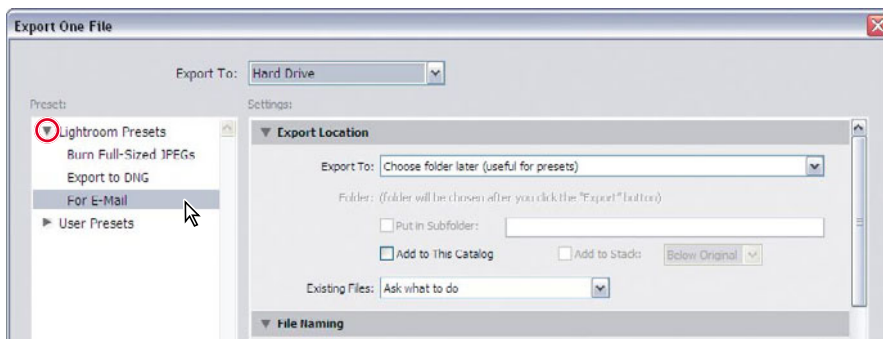 Export One File
Export To: Hard Drive
Preset:
Lightroom Presets
Burn Full-Sized JPEGs
Export to DNG
For E-Mail
User Presets
Settings:
Export Location
Export To: Choose folder later (useful for presets)
Folder: (folder will be chosen after you click the "Export" button)
Put in Subfolder:
Add to This Catalog Add to Stack: Below Original
Existing Files: Ask what to do
File Naming